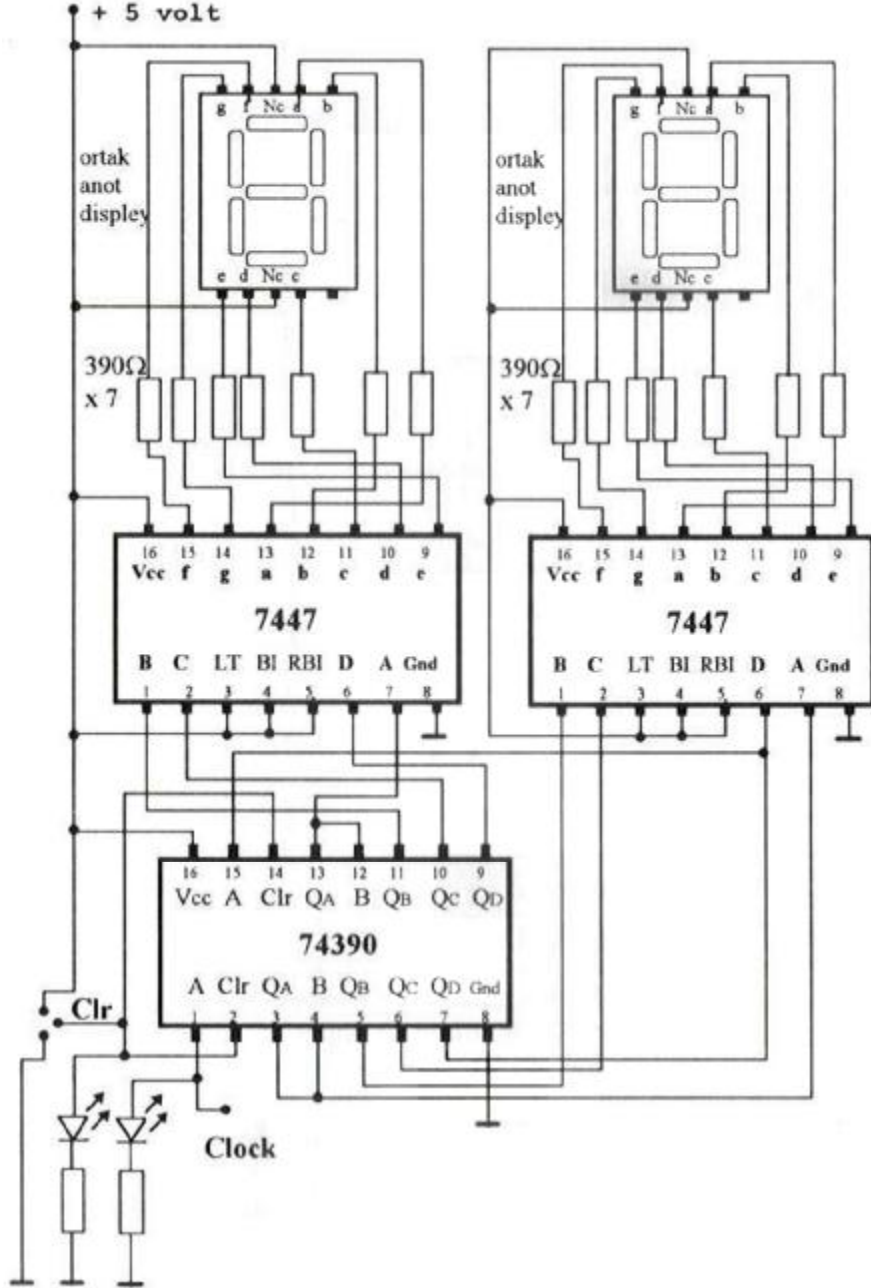 + 5 volt
g f Nc a b
g f Nc a b
ortak
anot
displey
ortak
anot
displey
e d Nc c
e d Nc c
390Ω
x 7
390Ω
x 7
16 15 14 13 12 11 10 9
Vcc f g a b c d e
7447
B C LT BI RBI D A Gnd
1 2 3 4 5 6 7 8
16 15 14 13 12 11 10 9
Vcc f g a b c d e
7447
B C LT BI RBI D A Gnd
1 2 3 4 5 6 7 8
16 15 14 13 12 11 10 9
Vcc A Clr QA B QB QC QD
74390
A Clr QA B QB QC QD Gnd
1 2 3 4 5 6 7 8
Clr
Clock